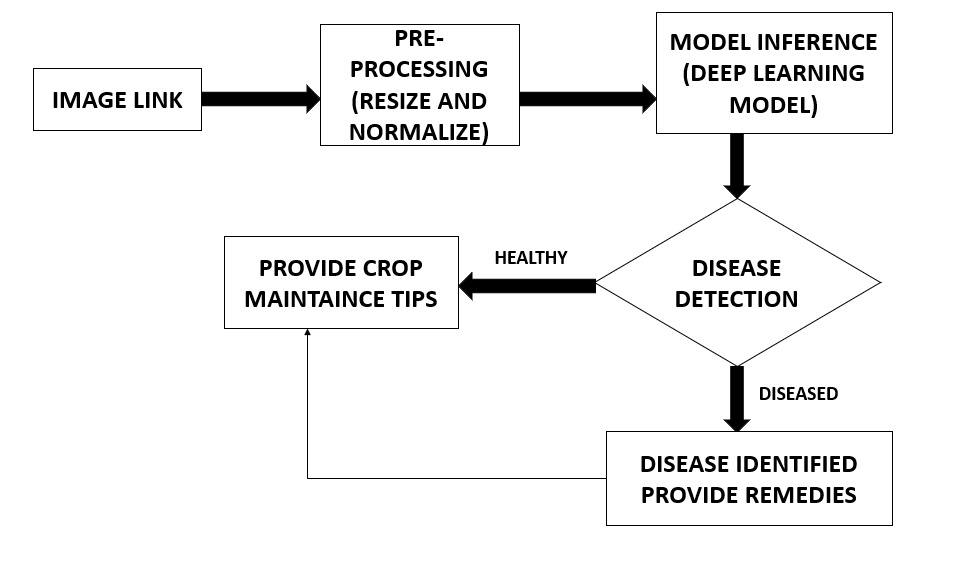 IMAGE LINK
PRE-
PROCESSING
(RESIZE AND
NORMALIZE)
MODEL INFERENCE
(DEEP LEARNING
MODEL)
DISEASE
DETECTION
HEALTHY
PROVIDE CROP
MAINTAINCE TIPS
DISEASED
DISEASE IDENTIFIED
PROVIDE REMEDIES